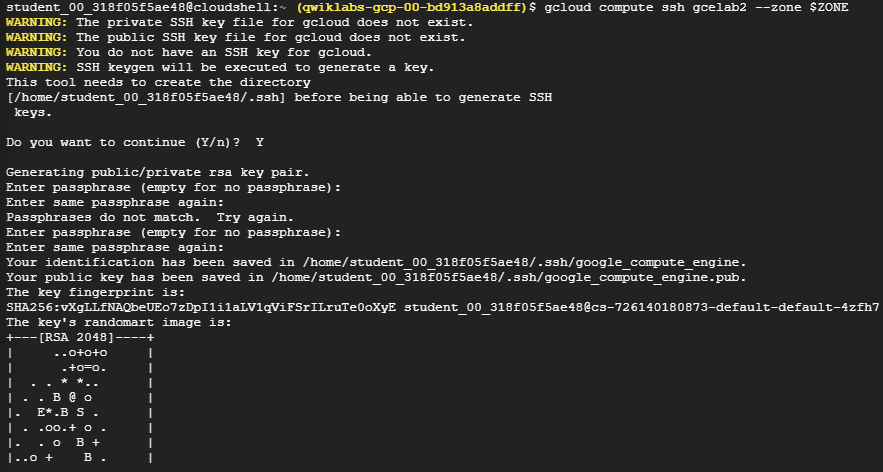 student_00_318f05f5ae48@cloudshell:~ (qwiklabs-gcp-00-bd913a8addff)$ gcloud compute ssh gcelab2 --zone $ZONE
WARNING: The private SSH key file for gcloud does not exist.
WARNING: The public SSH key file for gcloud does not exist.
WARNING: You do not have an SSH key for gcloud.
WARNING: SSH keygen will be executed to generate a key.
This tool needs to create the directory
[/home/student_00_318f05f5ae48/.ssh] before being able to generate SSH
 keys.

Do you want to continue (Y/n)?  Y

Generating public/private rsa key pair.
Enter passphrase (empty for no passphrase):
Enter same passphrase again:
Passphrases do not match.  Try again.
Enter passphrase (empty for no passphrase):
Enter same passphrase again:
Your identification has been saved in /home/student_00_318f05f5ae48/.ssh/google_compute_engine.
Your public key has been saved in /home/student_00_318f05f5ae48/.ssh/google_compute_engine.pub.
The key fingerprint is:
SHA256:vXgLLfNAQbeUEo7zDpI1i1aLV1qViFSrILruTe0oXyE student_00_318f05f5ae48@cs-726140180873-default-default-4zfh7
The key's randomart image is:
+---[RSA 2048]----+
|     ..o+o+o     |
|      .+o=o.     |
|  . . * *..      |
| . . B @ o       |
|.  E*.B S .      |
| . .oo.+ o .     |
|.  . o  B +      |
|..o +    B .     |